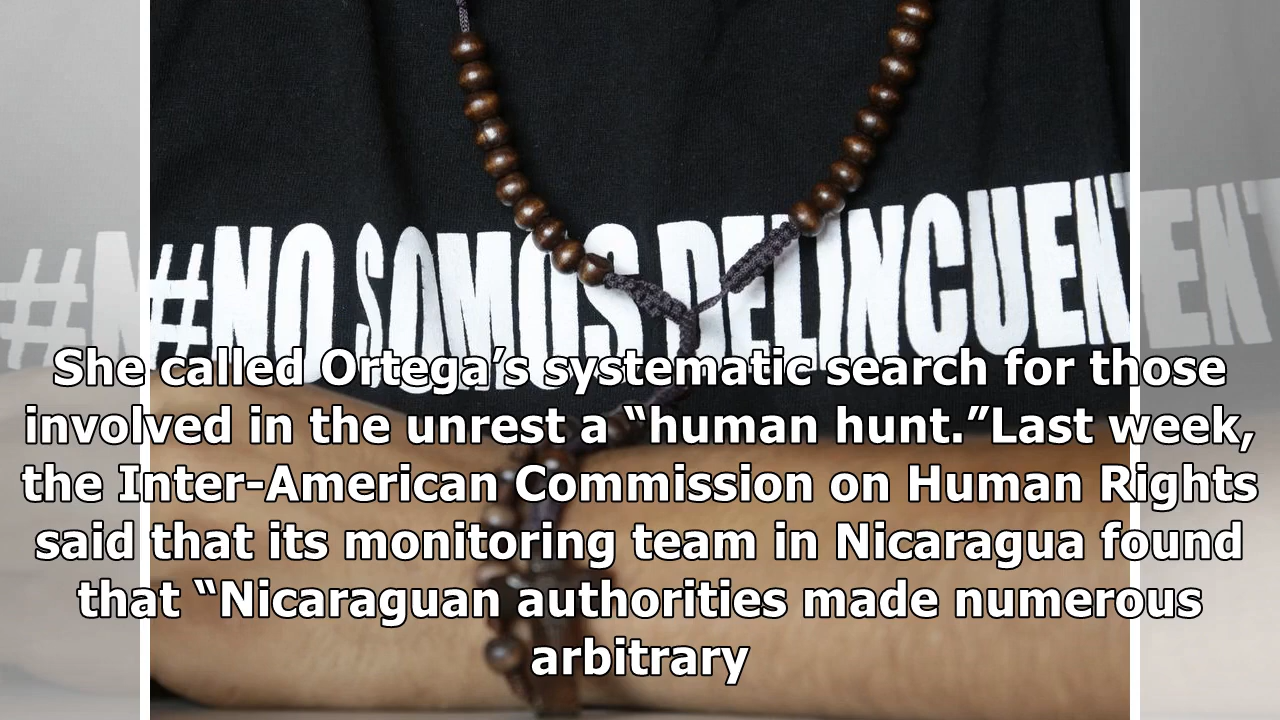 #NO SOMOS DELINCUENT
She called Ortega’s systematic search for those
involved in the unrest a “human hunt.”Last week,
the Inter-American Commission on Human Rights
said that its monitoring team in Nicaragua found
that “Nicaraguan authorities made numerous
arbitrary